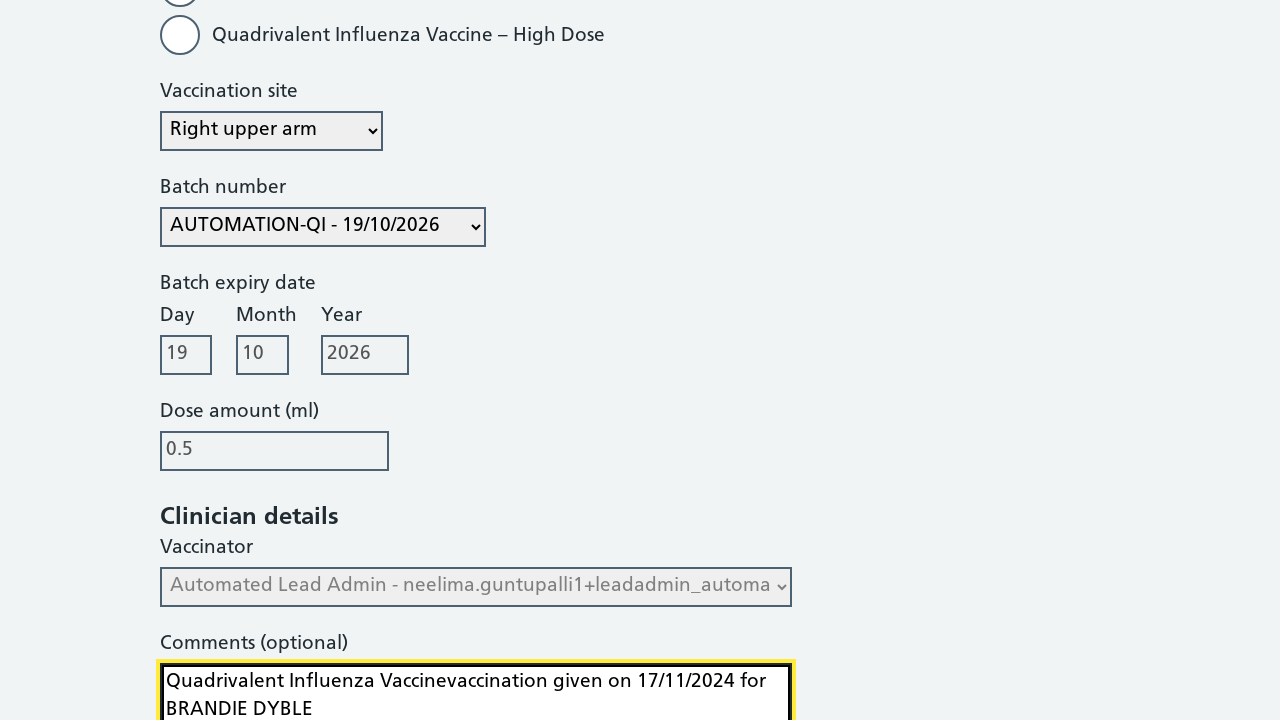 Quadrivalent Influenza Vaccine – High Dose
Vaccination site
Right upper arm
Batch number
AUTOMATION-QI - 19/10/2026
Batch expiry date
Day Month Year
19 10 2026
Dose amount (ml)
0.5
Clinician details
Vaccinator
Automated Lead Admin - neelima.guntupalli1+leadadmin_automa
Comments (optional)
Quadrivalent Influenza Vaccinevaccination given on 17/11/2024 for
BRANDIE DYBLE